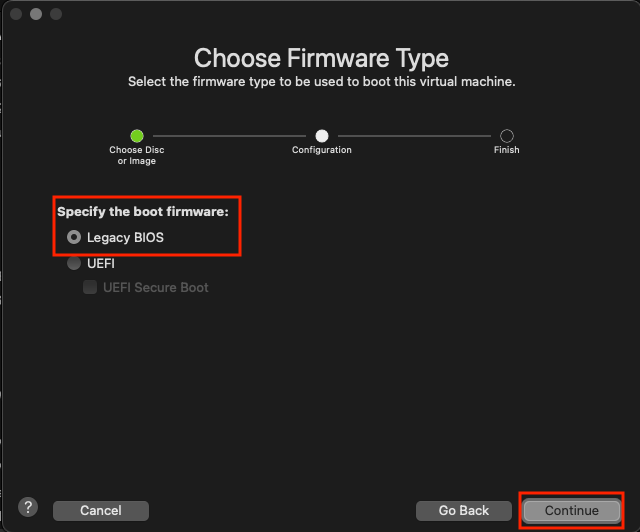 Choose Firmware Type
Select the firmware type to be used to boot this virtual machine.
Choose Disc
or Image
Configuration
Finish
Specify the boot firmware:
Legacy BIOS
UEFI
UEFI Secure Boot
?
Cancel
Go Back
Continue